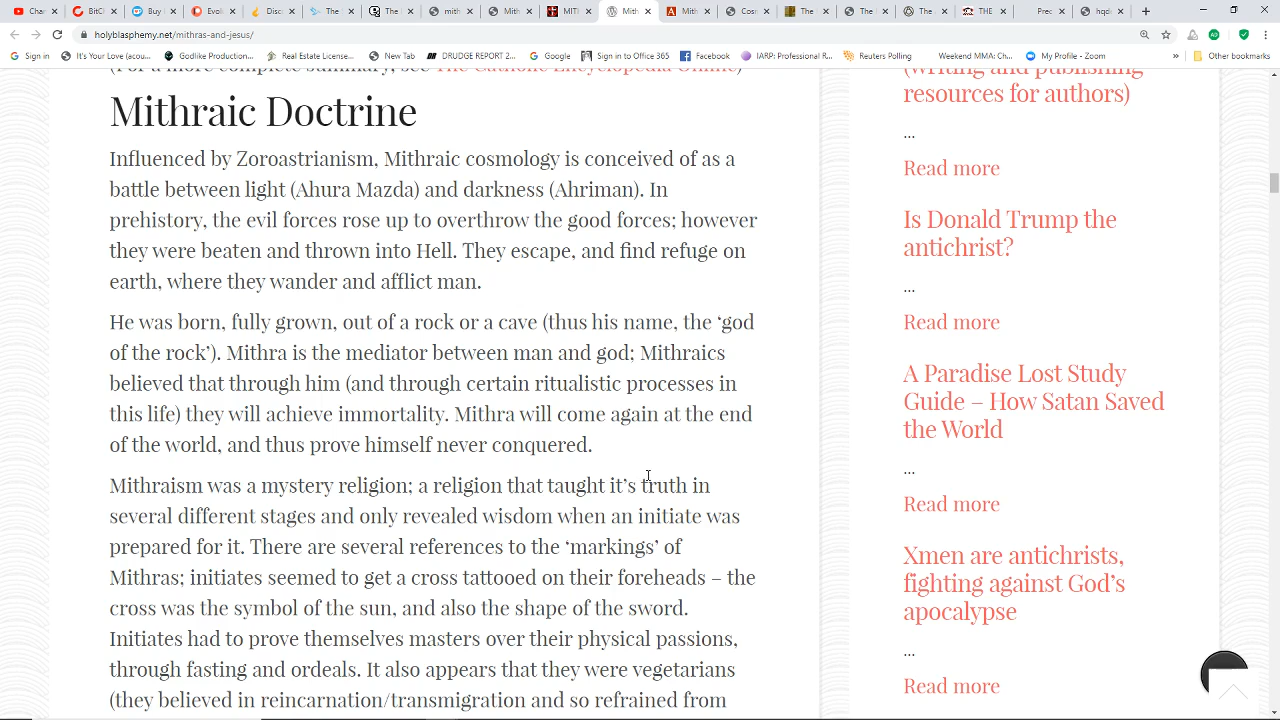 Char
The
The
Mith
The
Con
The
holyblasphemy.net/mithras-and-jesus/
Sign in
It's Your Love (Acou...
Gotliko Production...
Real Estate License...
New Tab
DRUKQS OBJECT C...
Google
Sign in to Office 365
Facebook
IARP: Professional R...
Reuters Polling
Weekend MMA: Ch...
My Profile - Zoom
»
Other bookmarks
Mithraic Doctrine
Influenced by Zoroastrianism, Mithraic cosmology is conceived of as a
battle between light (Ahura Mazda) and darkness (Ahriman). In
prehistory, the evil forces rose up to overthrow the good forces; however
they were beaten and thrown into Hell. They escaped and find refuge on
earth, where they wander and afflict man.
He was born, fully grown, out of a rock or a cave (thus his name, the 'god
of the rock'). Mithra is the mediator between man and god; Mithraics
believed that through him (and through certain ritualistic processes in
this life) they will achieve immortality. Mithra will come again at the end
of the world, and thus prove himself never conquered.
Mithraism was a mystery religion; a religion that taught it's truth in
several different stages and only revealed wisdom when an initiate was
prepared for it. There are several references to the 'markings' of
Mithras; initiates seemed to get a cross tattooed on their foreheads – the
cross was the symbol of the sun, and also the shape of the sword.
Initiates had to prove themselves masters over their physical passions,
through fasting and ordeals. It also appears that they were vegetarians
(they believed in reincarnation/transmigration and so refrained from
(writing and publishing
resources for authors)
...
Read more
Is Donald Trump the
antichrist?
...
Read more
A Paradise Lost Study
Guide – How Satan Saved
the World
...
Read more
Xmen are antichrists,
fighting against God's
apocalypse
...
Read more